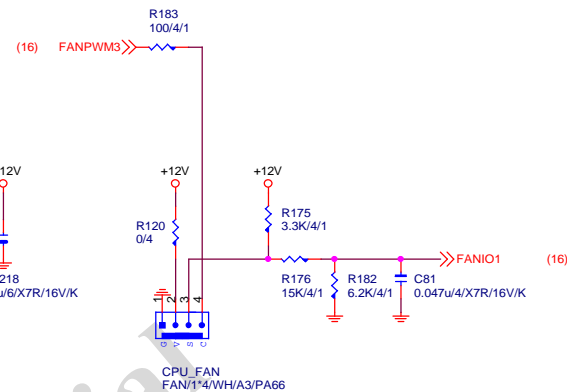 R183
100/4/1
(16) FANPWM3
12V
+12V
+12V
R120
0/4
R175
3.3K/4/1
FANIO1 (16)
218
u/6/X7R/16V/K
R176
15K/4/1
R182
6.2K/4/1
C81
0.047u/4/X7R/16V/K
1 2 3 4
G V S C
CPU_FAN
FAN/1*4/WH/A3/PA66